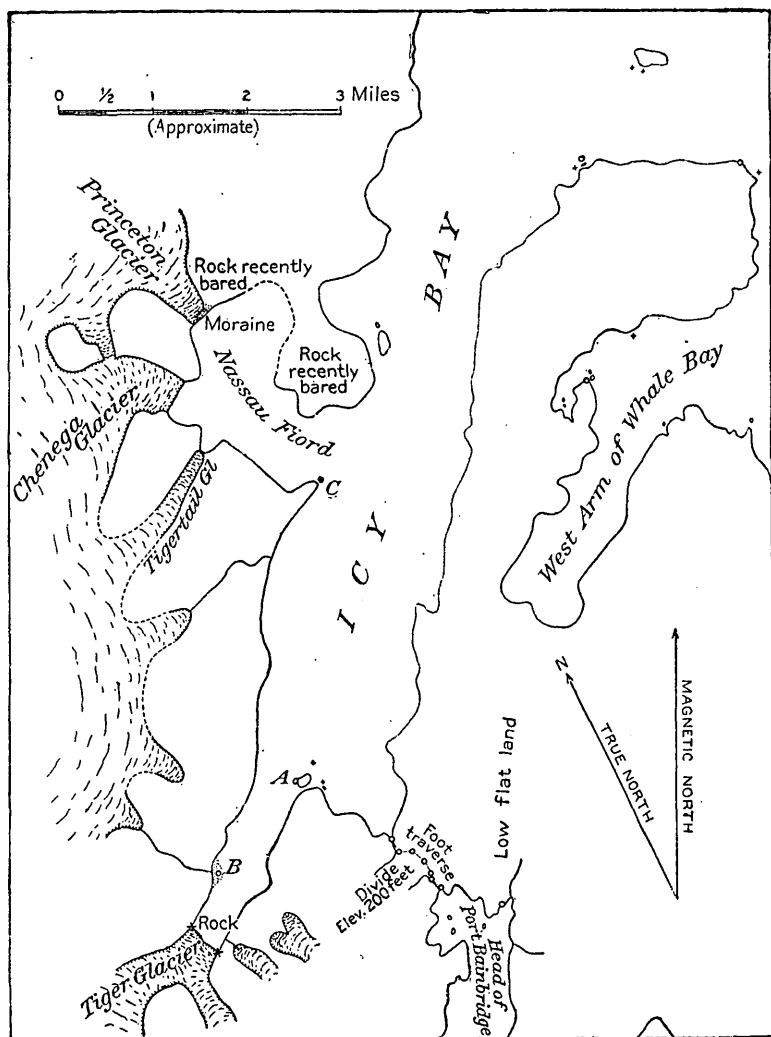 0 ½ 1 2 3 Miles
(Approximate)
Princeton
Glacier
Rock recently
bared
Moraine
Rock
recently
bared
Nassau Fiord
Chenega
Glacier
Tigertail Gl
C
ICY BAY
West Arm of Whale Bay
N
TRUE NORTH
MAGNETIC NORTH
Low flat land
A
Foot
traverse
Divide
Elev. 200 feet
B
Rock
Tiger Glacier
Head of
Port Bainbridge